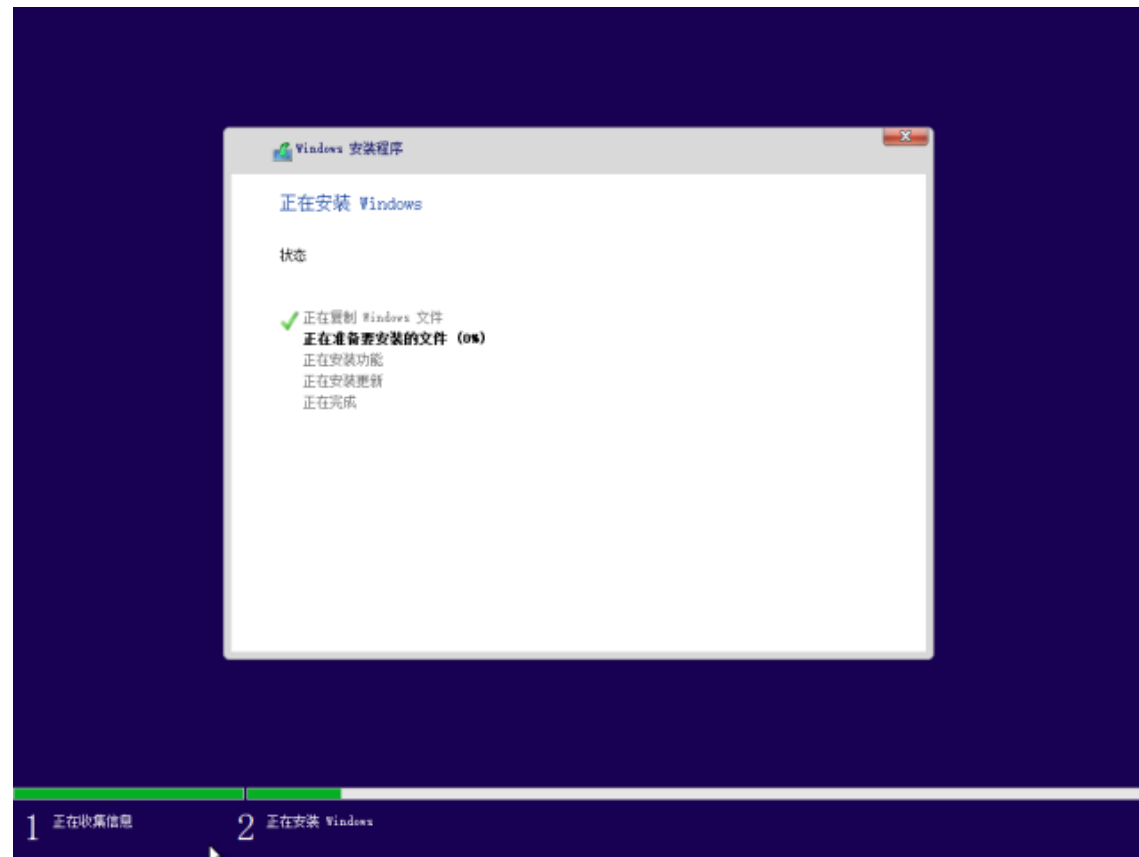 Windows 安装程序
正在安装 Windows
状态
正在复制 Windows 文件
正在准备要安装的文件 (0%)
正在安装功能
正在安装更新
正在完成
1 正在收集信息
2 正在安装 Windows